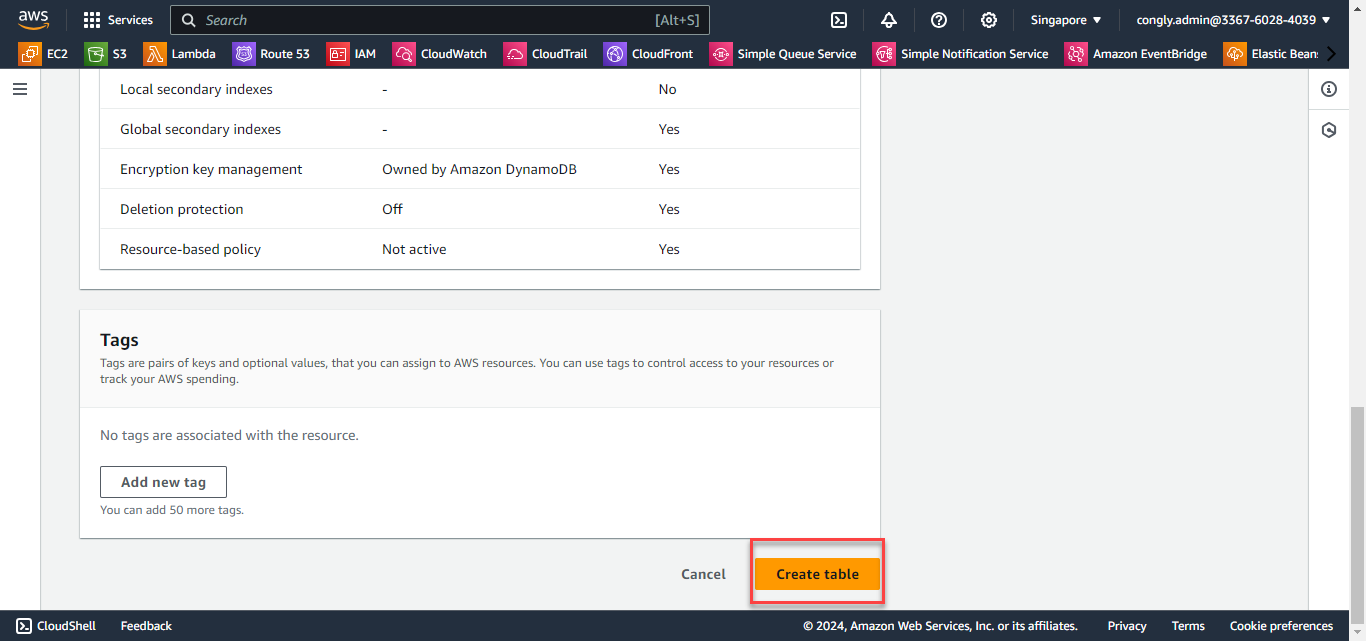 aws
Services
Search [Alt+S]
Singapore
congly.admin@3367-6028-4039
EC2
S3
Lambda
Route 53
IAM
CloudWatch
CloudTrail
CloudFront
Simple Queue Service
Simple Notification Service
Amazon EventBridge
Elastic Bean
Local secondary indexes - No
Global secondary indexes - Yes
Encryption key management Owned by Amazon DynamoDB Yes
Deletion protection Off Yes
Resource-based policy Not active Yes
Tags
Tags are pairs of keys and optional values, that you can assign to AWS resources. You can use tags to control access to your resources or
track your AWS spending.
No tags are associated with the resource.
Add new tag
You can add 50 more tags.
Cancel
Create table
CloudShell
Feedback
© 2024, Amazon Web Services, Inc. or its affiliates.
Privacy
Terms
Cookie preferences